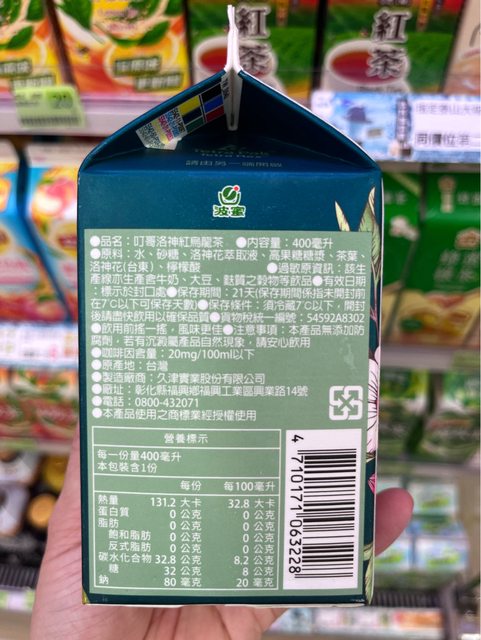 紅茶
紅茶
20
司價位
請由另一端開啟
波蜜
●品名：叮哥洛神紅烏龍茶 ●內容量：400毫升
●原料：水、砂糖、洛神花萃取液、高果糖糖漿、茶葉、
洛神花(台東)、檸檬酸 ●過敏原資訊：該生
產線亦生產含牛奶、大豆、麩質之穀物等飲品●有效日期
：標示於封口處●保存期間：21天(保存期係指未開封前
在7℃以下可保存天數)●保存條件：須冷藏7℃以下,開封
後請盡快飲用以確保品質●貨物稅統一編號：54592A8302
●飲用前搖一搖，風味更佳●注意事項：本產品無添加防
腐劑，若有沉澱屬產品自然現象，請安心飲用
●咖啡因含量：20mg/100ml以下
●原產地：台灣
●製造廠商：久津實業股份有限公司
●廠址：彰化縣福興鄉福興工業區興業路14號
●電話：0800-432071
●本產品使用之商標業經授權使用
營養標示
每一份量400毫升
本包裝含1份
每份 每100毫升
熱量 131.2 大卡 32.8 大卡
蛋白質 0 公克 0 公克
脂肪 0 公克 0 公克
飽和脂肪 0 公克 0 公克
反式脂肪 0 公克 0 公克
碳水化合物 32.8 公克 8.2 公克
糖 32 公克 8 公克
鈉 80 毫克 20 毫克
4 710171 063228